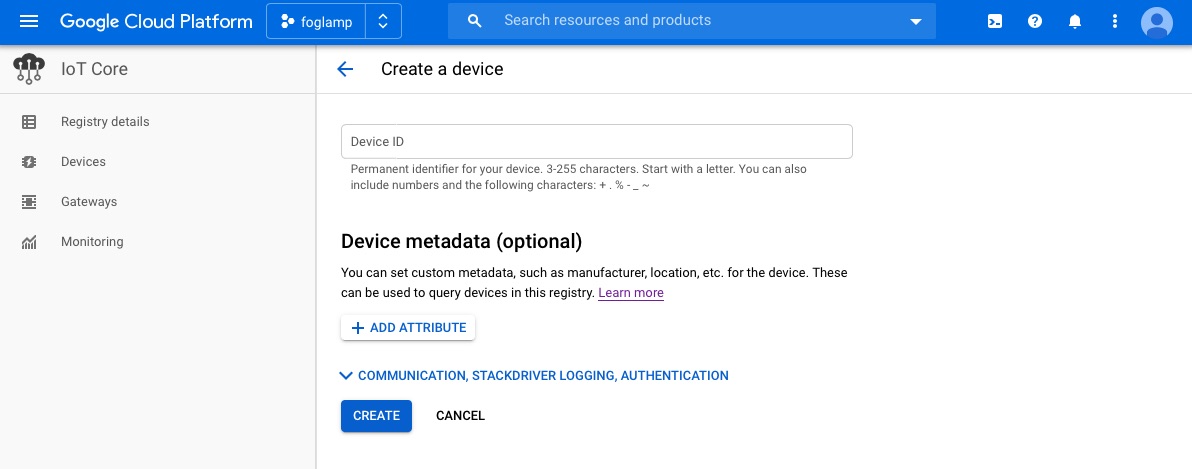 Google Cloud Platform
foglamp
Search resources and products
IoT Core
Create a device
Registry details
Devices
Gateways
Monitoring
Device ID
Permanent identifier for your device. 3-255 characters. Start with a letter. You can also
include numbers and the following characters: + . % - _ ~
Device metadata (optional)
You can set custom metadata, such as manufacturer, location, etc. for the device. These
can be used to query devices in this registry. Learn more
ADD ATTRIBUTE
COMMUNICATION, STACKDRIVER LOGGING, AUTHENTICATION
CREATE
CANCEL